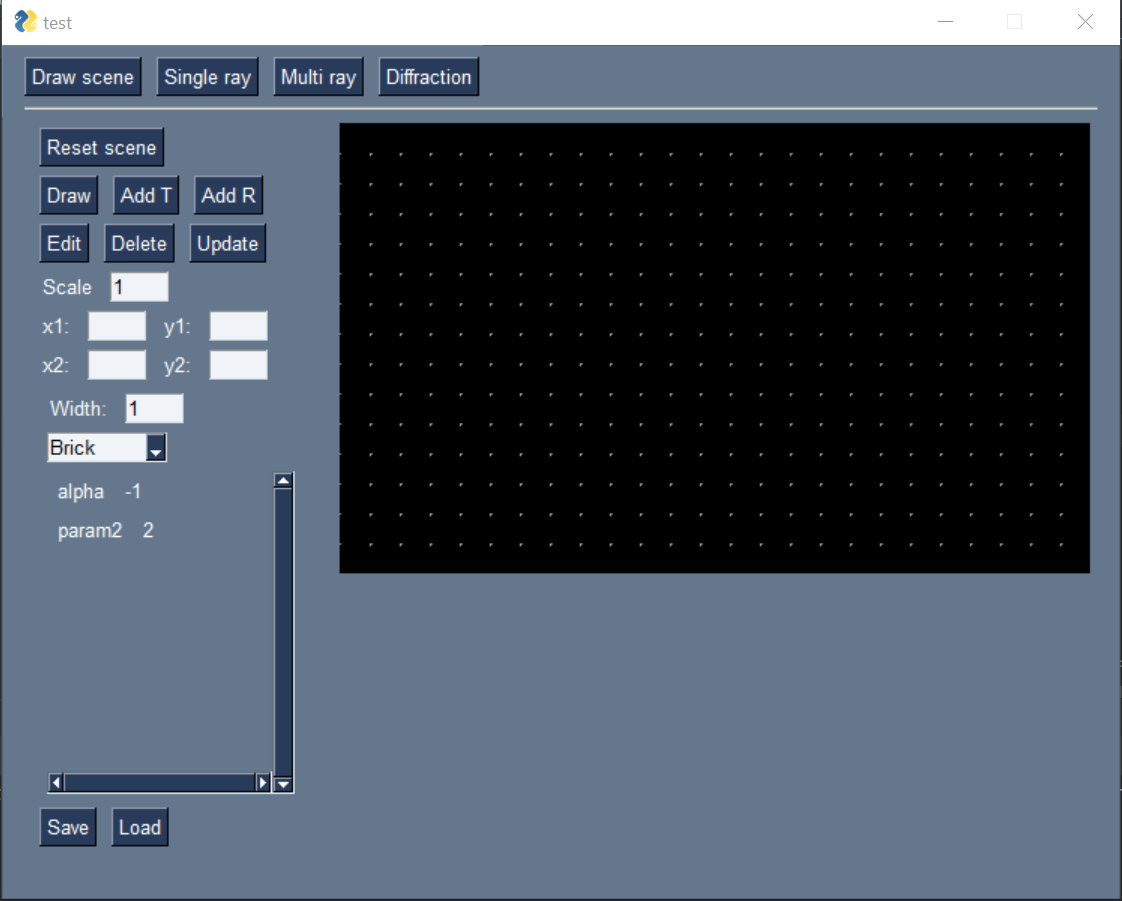 test
Draw scene Single ray Multi ray Diffraction
Reset scene
Draw Add T Add R
Edit Delete Update
Scale 1
x1: y1:
x2: y2:
Width: 1
Brick
alpha -1
param2 2
Save Load